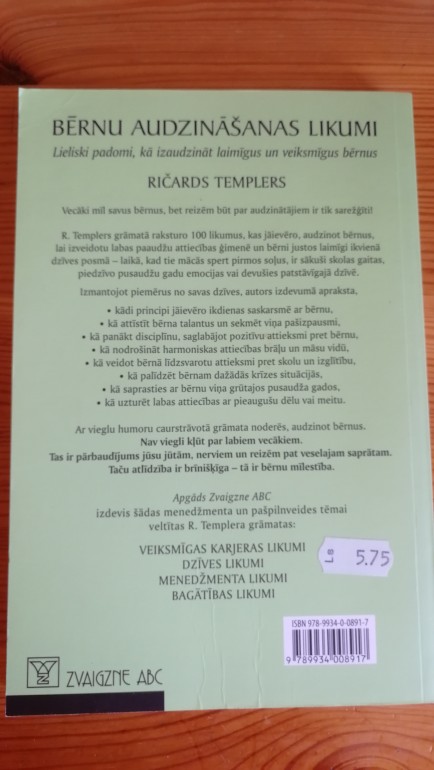 BĒRNU AUDZINĀŠANAS LIKUMI
Lieliski padomi, kā izaudzināt laimīgus un veiksmīgus bērnus
RIČARDS TEMPLERS
Vecāki mīl savus bērnus, bet reizēm būt par audzinātājiem ir tik sarežģīti!
R. Templers grāmatā raksturo 100 likumus, kas jāievēro, audzinot bērnus,
lai izveidotu labas paaudžu attiecības ģimenē un bērni justos laimīgi ikvienā
dzīves posmā – laikā, kad tie mācās spert pirmos soļus, ir sākuši skolas gaitas,
piedzīvo pusaudžu gadu emocijas vai devušies patstāvīgajā dzīvē.
Izmantojot piemērus no savas dzīves, autors izdevumā apraksta,
• kādi principi jāievēro ikdienas saskarsmē ar bērnu,
• kā attīstīt bērna talantus un sekmēt viņa pašizpausmi,
• kā panākt disciplīnu, saglabājot pozitīvu attieksmi pret bērnu,
• kā nodrošināt harmoniskas attiecības brāļu un māsu vidū,
• kā veidot bērnā līdzsvarotu attieksmi pret skolu un izglītību,
• kā palīdzēt bērnam dažādās krīzes situācijās,
• kā saprasties ar bērnu viņa grūtajos pusaudža gados,
• kā uzturēt labas attiecības ar pieaugušu dēlu vai meitu.
Ar vieglu humoru caurstrāvotā grāmata noderēs, audzinot bērnus.
Nav viegli kļūt par labiem vecākiem.
Tas ir pārbaudījums jūsu jūtām, nerviem un reizēm pat veselajam saprātam.
Taču atlīdzība ir brīnišķīga – tā ir bērnu mīlestība.
Apgāds Zvaigzne ABC
izdevis šādas menedžmenta un pašpilnveides tēmai
veltītas R. Templera grāmatas:
VEIKSMĪGAS KARJERAS LIKUMI
DZĪVES LIKUMI
MENEDŽMENTA LIKUMI
BAGĀTĪBAS LIKUMI
Ls 5.75
ISBN 978-9934-0-0891-7
9 789934 008917
ZVAIGZNE ABC